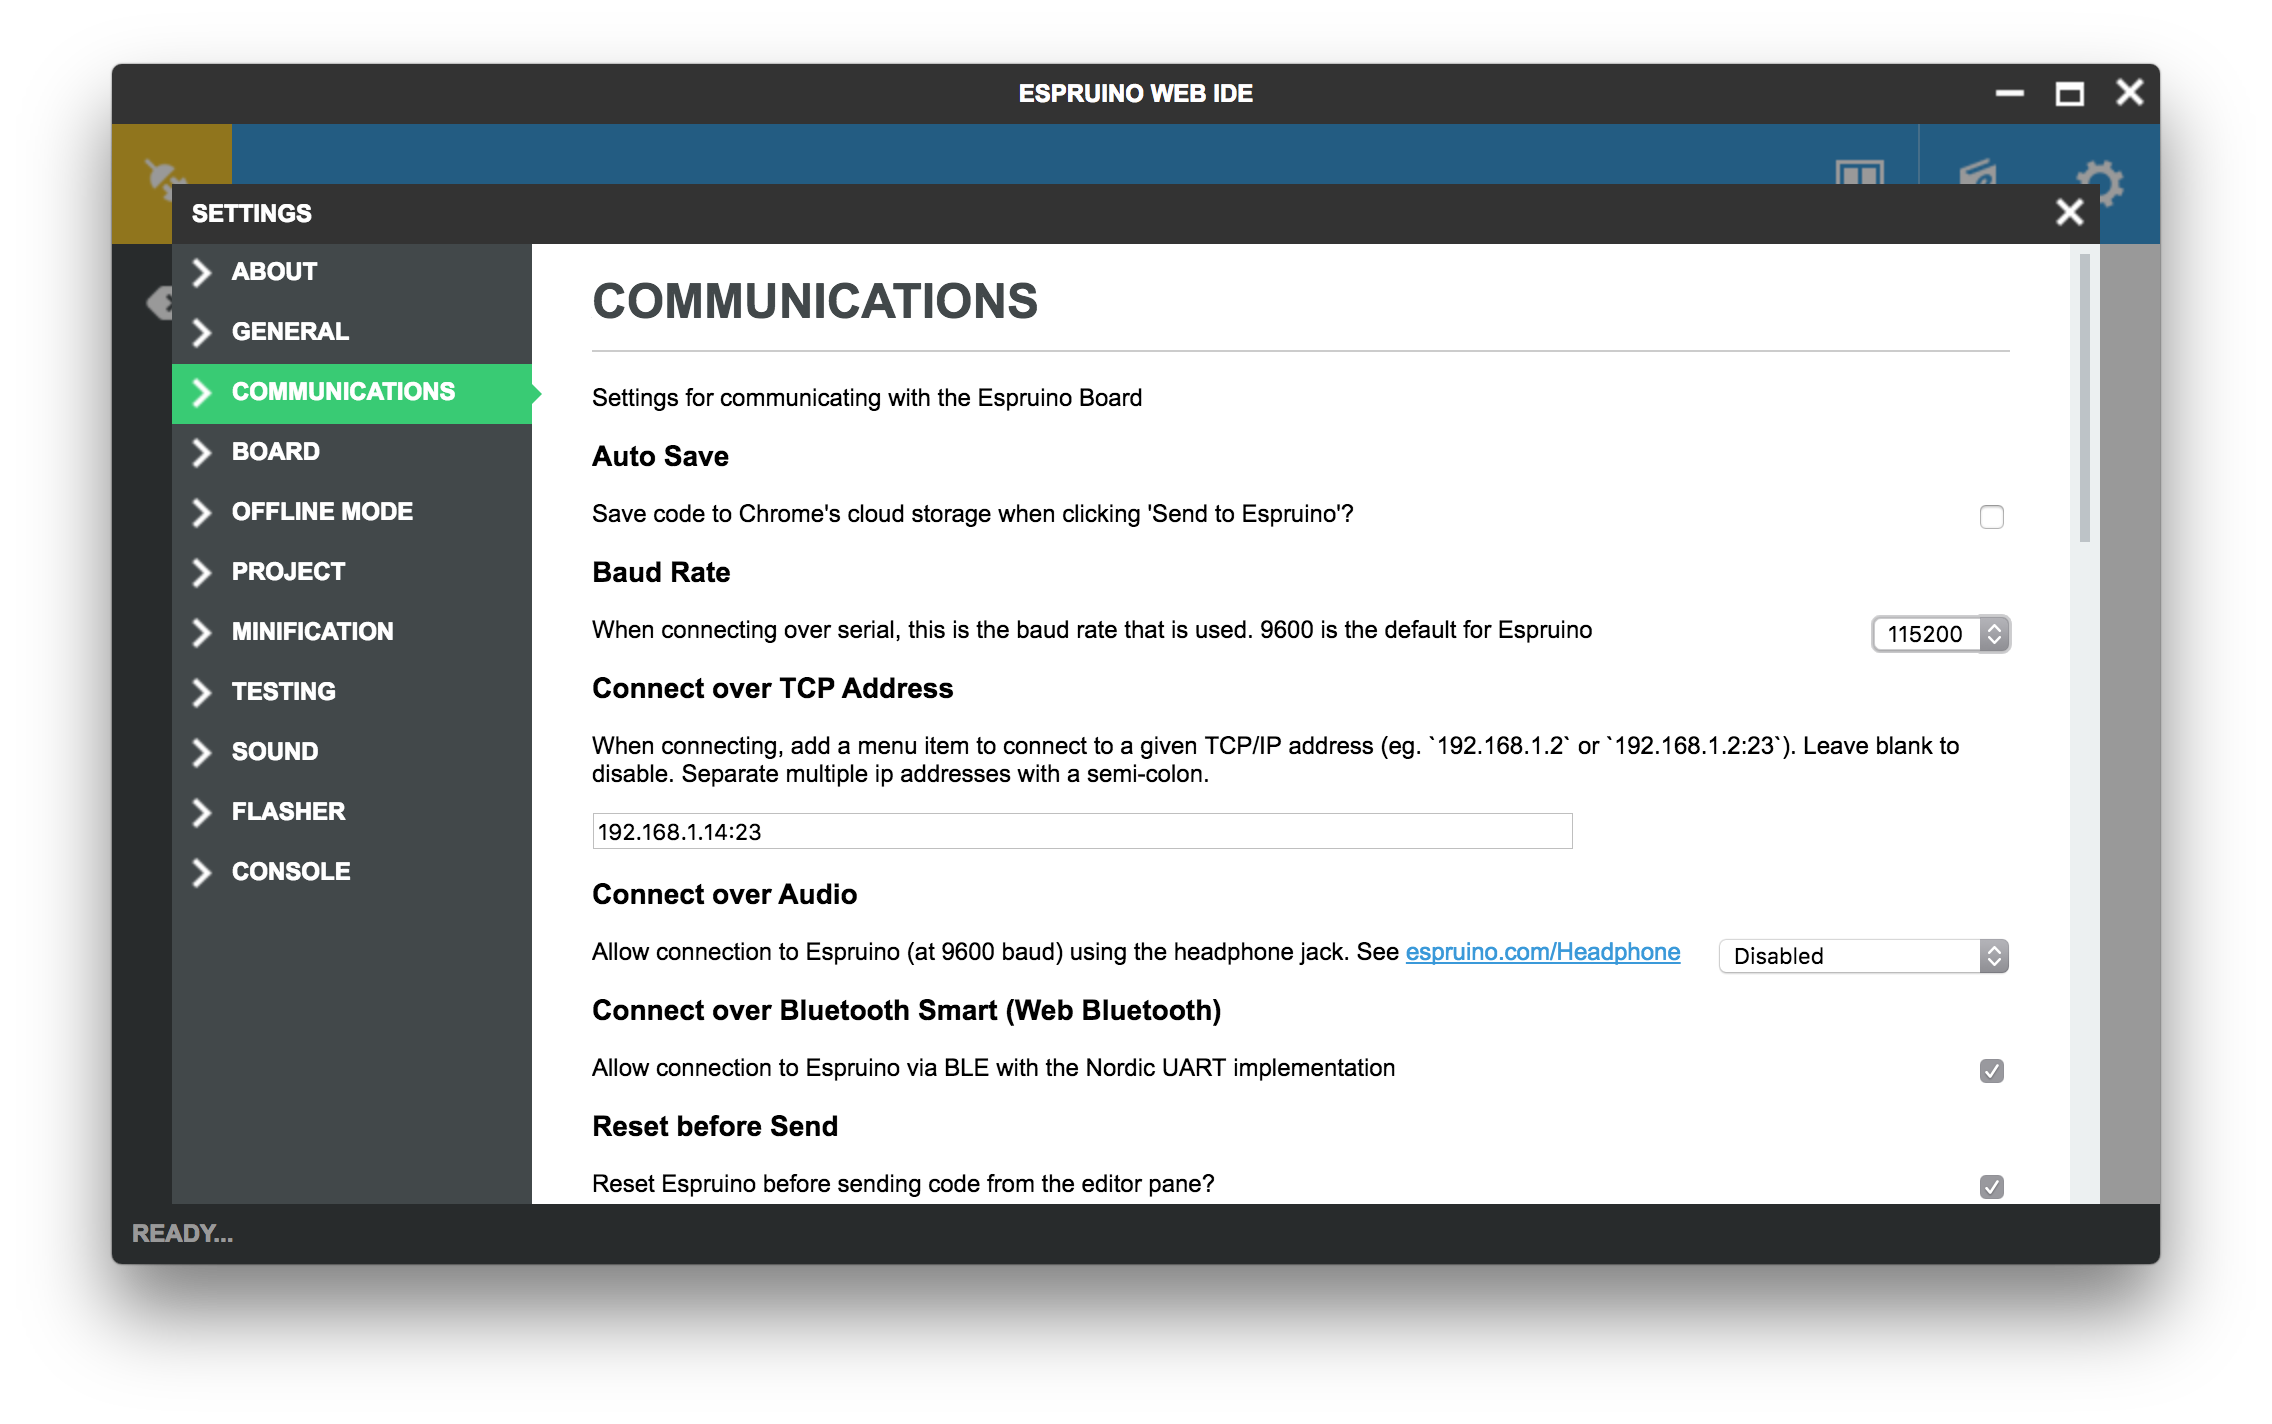 ESPRUINO WEB IDE
SETTINGS
ABOUT
GENERAL
COMMUNICATIONS
BOARD
OFFLINE MODE
PROJECT
MINIFICATION
TESTING
SOUND
FLASHER
CONSOLE
COMMUNICATIONS
Settings for communicating with the Espruino Board
Auto Save
Save code to Chrome's cloud storage when clicking 'Send to Espruino'?
Baud Rate
When connecting over serial, this is the baud rate that is used. 9600 is the default for Espruino
115200
Connect over TCP Address
When connecting, add a menu item to connect to a given TCP/IP address (eg. `192.168.1.2` or `192.168.1.2:23`). Leave blank to
disable. Separate multiple ip addresses with a semi-colon.
192.168.1.14:23
Connect over Audio
Allow connection to Espruino (at 9600 baud) using the headphone jack. See espruino.com/Headphone
Disabled
Connect over Bluetooth Smart (Web Bluetooth)
Allow connection to Espruino via BLE with the Nordic UART implementation
Reset before Send
Reset Espruino before sending code from the editor pane?
READY...